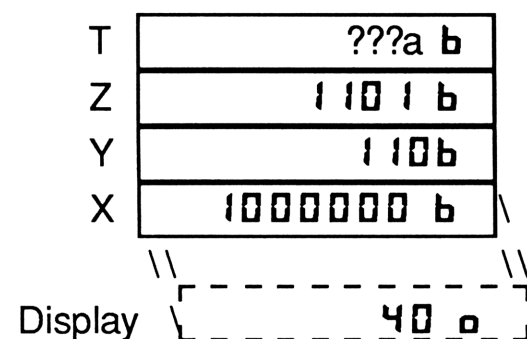 T ???a b
Z 1101 b
Y 110b
X 1000000 b
Display 40 o